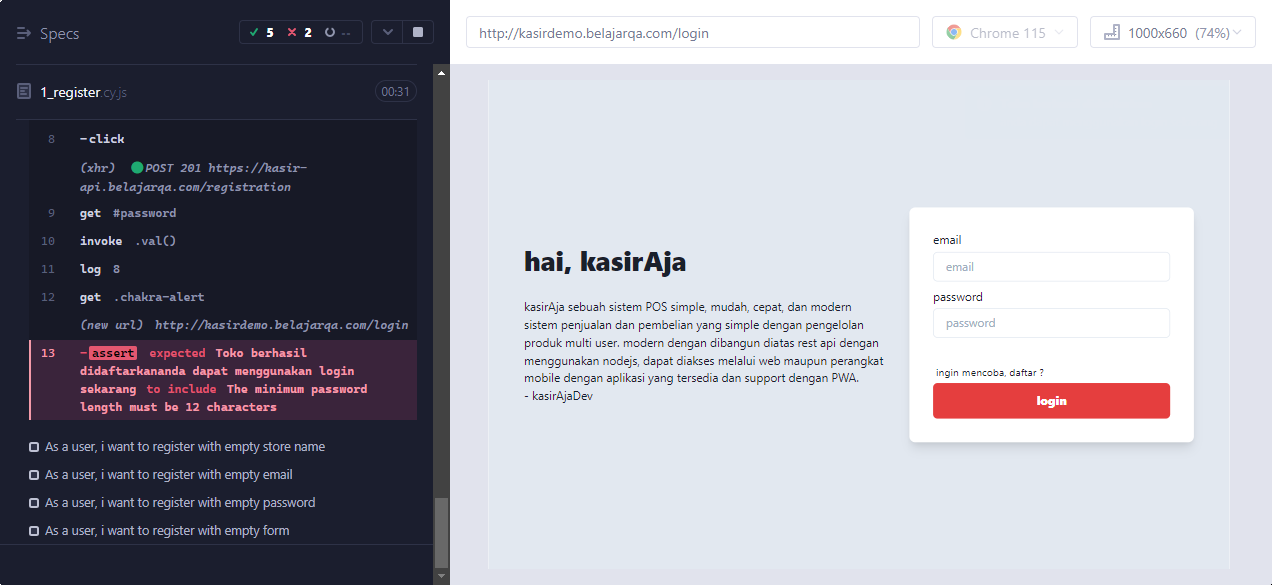 Specs
5 2 --
1_register.cy.js 00:31
8 -click
(xhr) POST 201 https://kasir-
api.belajarqa.com/registration
9 get #password
10 invoke .val()
11 log 8
12 get .chakra-alert
(new url) http://kasirdemo.belajarqa.com/login
13 -assert expected Toko berhasil
didaftarkananda dapat menggunakan login
sekarang to include The minimum password
length must be 12 characters
As a user, i want to register with empty store name
As a user, i want to register with empty email
As a user, i want to register with empty password
As a user, i want to register with empty form
http://kasirdemo.belajarqa.com/login
Chrome 115
1000x660 (74%)
hai, kasirAja
kasirAja sebuah sistem POS simple, mudah, cepat, dan modern
sistem penjualan dan pembelian yang simple dengan pengelolan
produk multi user. modern dengan dibangun diatas rest api dengan
menggunakan nodejs, dapat diakses melalui web maupun perangkat
mobile dengan aplikasi yang tersedia dan support dengan PWA.
- kasirAjaDev
email
email
password
password
ingin mencoba, daftar ?
login